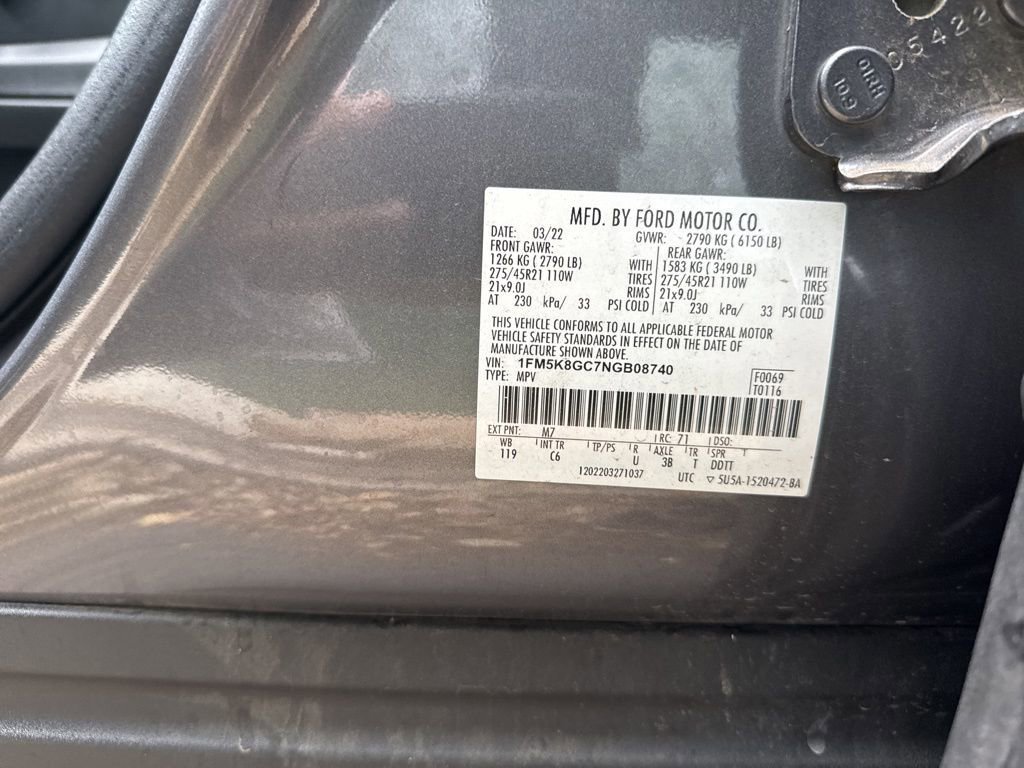 05422
01RH
10.9
MFD. BY FORD MOTOR CO.
DATE: 03/22 GVWR: 2790 KG ( 6150 LB)
FRONT GAWR: REAR GAWR:
1266 KG ( 2790 LB) WITH 1583 KG ( 3490 LB) WITH
275/45R21 110W TIRES 275/45R21 110W TIRES
21x9.0J RIMS 21x9.0J RIMS
AT 230 kPa/ 33 PSI COLD AT 230 kPa/ 33 PSI COLD
THIS VEHICLE CONFORMS TO ALL APPLICABLE FEDERAL MOTOR
VEHICLE SAFETY STANDARDS IN EFFECT ON THE DATE OF
MANUFACTURE SHOWN ABOVE.
VIN: 1FM5K8GC7NGB08740
TYPE: MPV
F0069
T0116
EXT PNT: M7 RC: 71 DSO:
WB INT TR TP/PS R AXLE TR SPR
119 C6 U 3B T DDTT
1202203271037 UTC ▽ 5U5A-1520472-BA